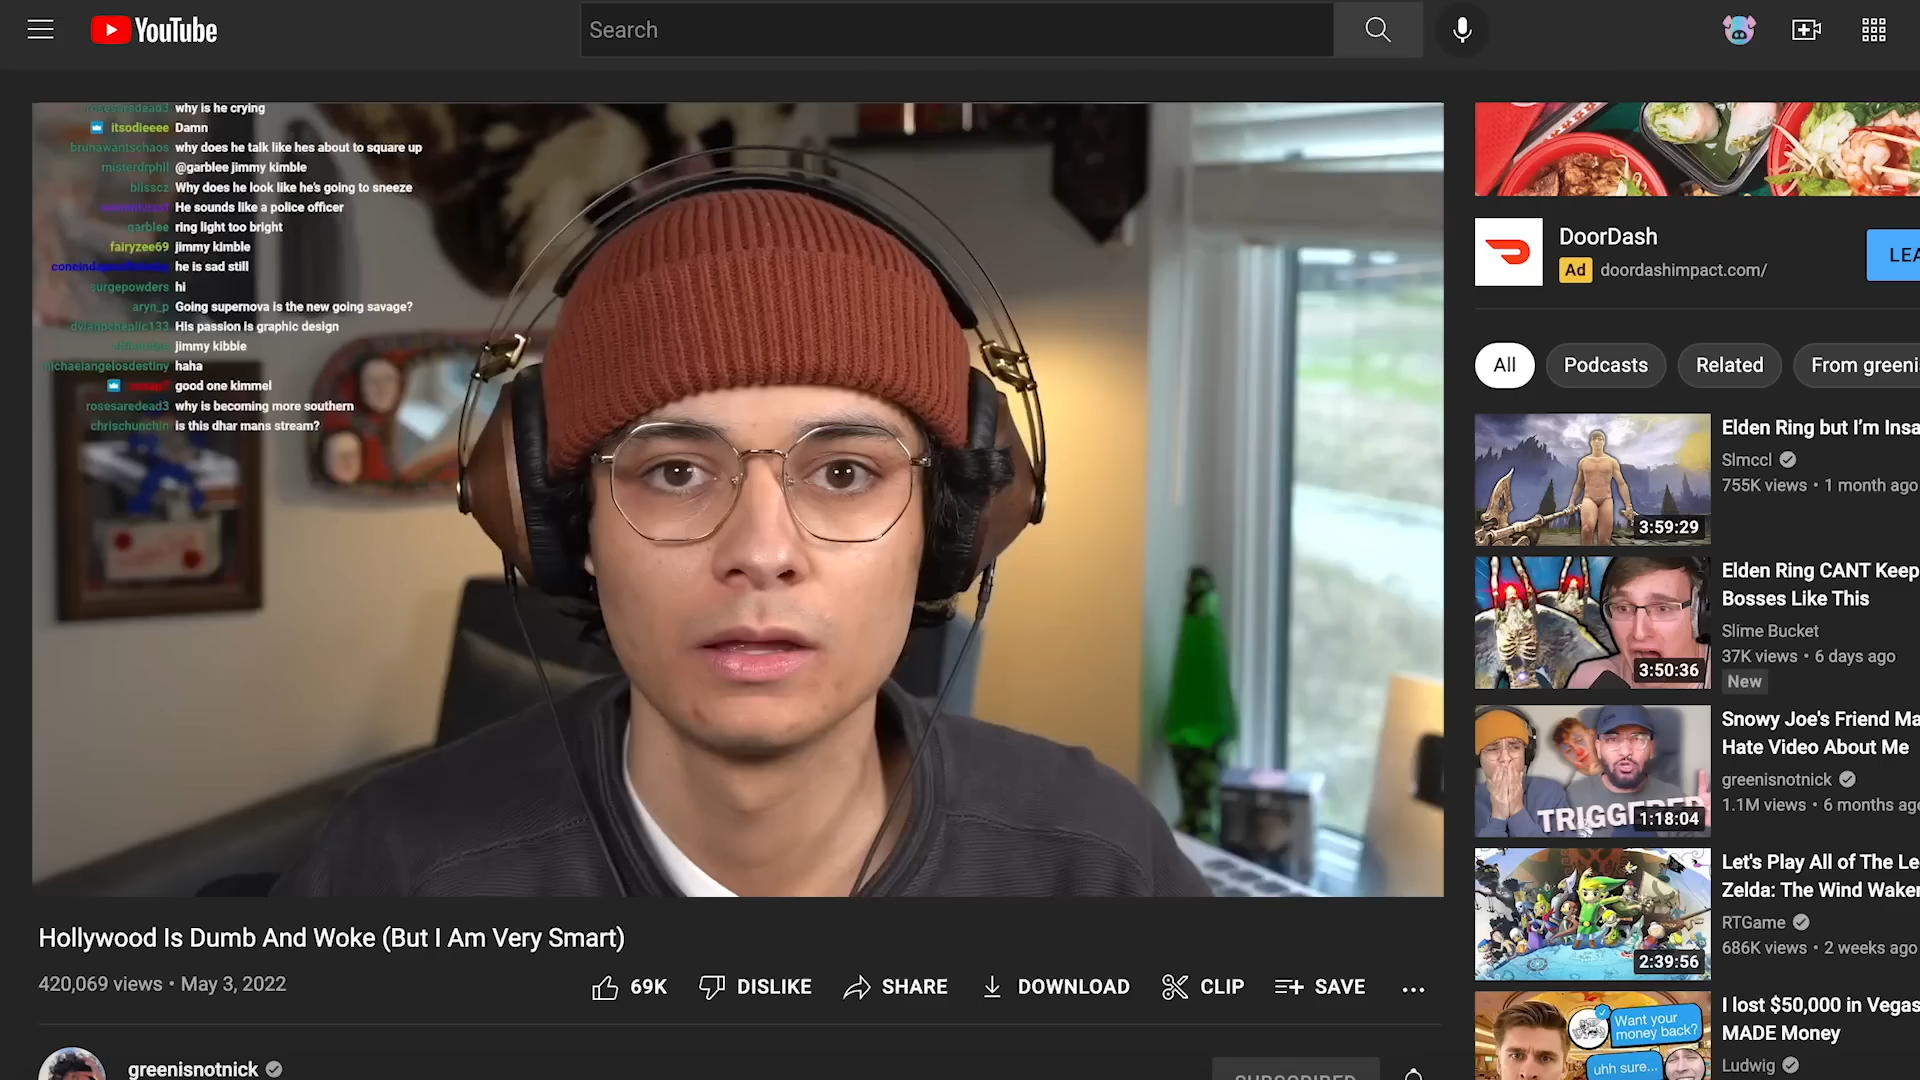 YouTube
Search
rosesaredead3 why is he crying
itsodieeee Damn
brunawantschaos why does he talk like hes about to square up
misterdrphil @garblee jimmy kimble
blisscz Why does he look like he's going to sneeze
He sounds like a police officer
garblee ring light too bright
fairyzee69 jimmy kimble
he is sad still
surgepowders hi
aryn_p Going supernova is the new going savage?
His passion is graphic design
jimmy kibble
michaelangelosdestiny haha
good one kimmel
rosesaredead3 why is becoming more southern
chrischunchin is this dhar mans stream?
Hollywood Is Dumb And Woke (But I Am Very Smart)
420,069 views • May 3, 2022
69K
DISLIKE
SHARE
DOWNLOAD
CLIP
SAVE
greenisnotnick
SUBSCRIBED
DoorDash
Ad doordashimpact.com/
LEA
All
Podcasts
Related
From greeni
Elden Ring but I'm Insa
Slmccl
755K views • 1 month ago
3:59:29
Elden Ring CANT Keep
Bosses Like This
Slime Bucket
37K views • 6 days ago
New
3:50:36
Snowy Joe's Friend Ma
Hate Video About Me
greenisnotnick
1.1M views • 6 months ago
TRIGGERED
1:18:04
Let's Play All of The Le
Zelda: The Wind Waker
RTGame
686K views • 2 weeks ago
2:39:56
I lost $50,000 in Vegas
MADE Money
Ludwig
Want your
money back?
uhh sure...